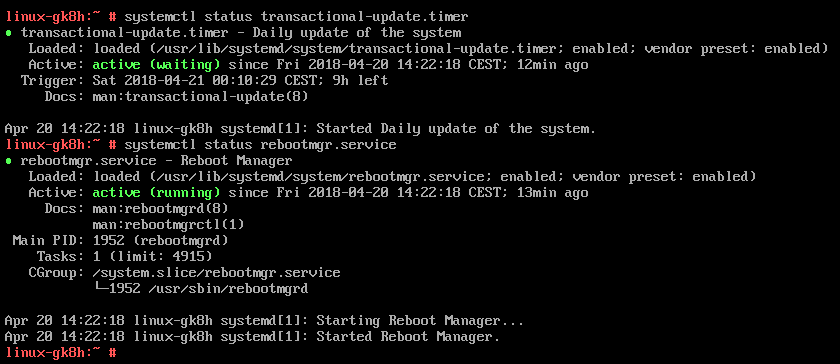 linux-gk8h:~ # systemctl status transactional-update.timer
● transactional-update.timer - Daily update of the system
   Loaded: loaded (/usr/lib/systemd/system/transactional-update.timer; enabled; vendor preset: enabled)
   Active: active (waiting) since Fri 2018-04-20 14:22:18 CEST; 12min ago
  Trigger: Sat 2018-04-21 00:10:29 CEST; 9h left
     Docs: man:transactional-update(8)

Apr 20 14:22:18 linux-gk8h systemd[1]: Started Daily update of the system.
linux-gk8h:~ # systemctl status rebootmgr.service
● rebootmgr.service - Reboot Manager
   Loaded: loaded (/usr/lib/systemd/system/rebootmgr.service; enabled; vendor preset: enabled)
   Active: active (running) since Fri 2018-04-20 14:22:18 CEST; 13min ago
     Docs: man:rebootmgrd(8)
           man:rebootmgrctl(1)
 Main PID: 1952 (rebootmgrd)
    Tasks: 1 (limit: 4915)
   CGroup: /system.slice/rebootmgr.service
           └─1952 /usr/sbin/rebootmgrd

Apr 20 14:22:18 linux-gk8h systemd[1]: Starting Reboot Manager...
Apr 20 14:22:18 linux-gk8h systemd[1]: Started Reboot Manager.
linux-gk8h:~ #